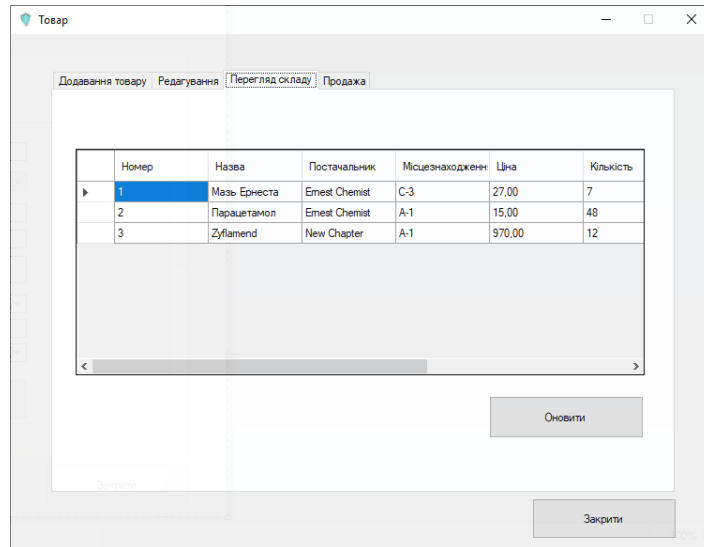 Товар
Додавання товару Редагування Перегляд складу Продажа
Номер Назва Постачальник Місцезнаходженн Ціна Кількість
1 Мазь Ернеста Ernest Chemist C-3 27,00 7
2 Парацетамол Ernest Chemist A-1 15,00 48
3 Zyflamend New Chapter A-1 970,00 12
Оновити
Закрити
Закрити
100%